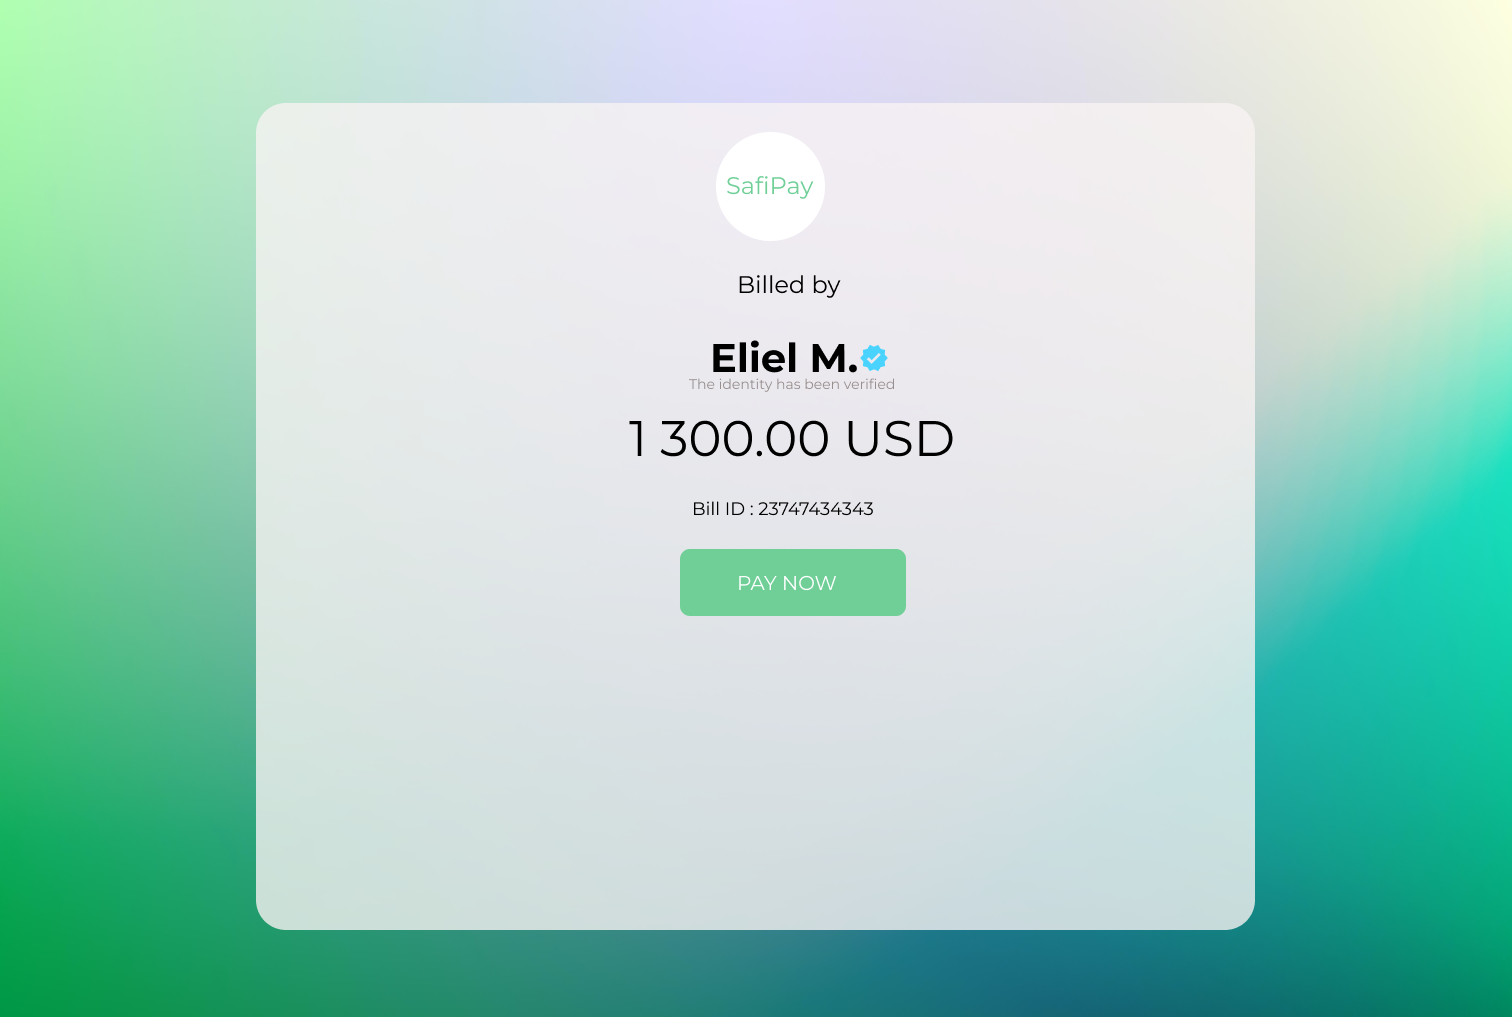 SafiPay
Billed by
Eliel M.
The identity has been verified
1 300.00 USD
Bill ID : 23747434343
PAY NOW